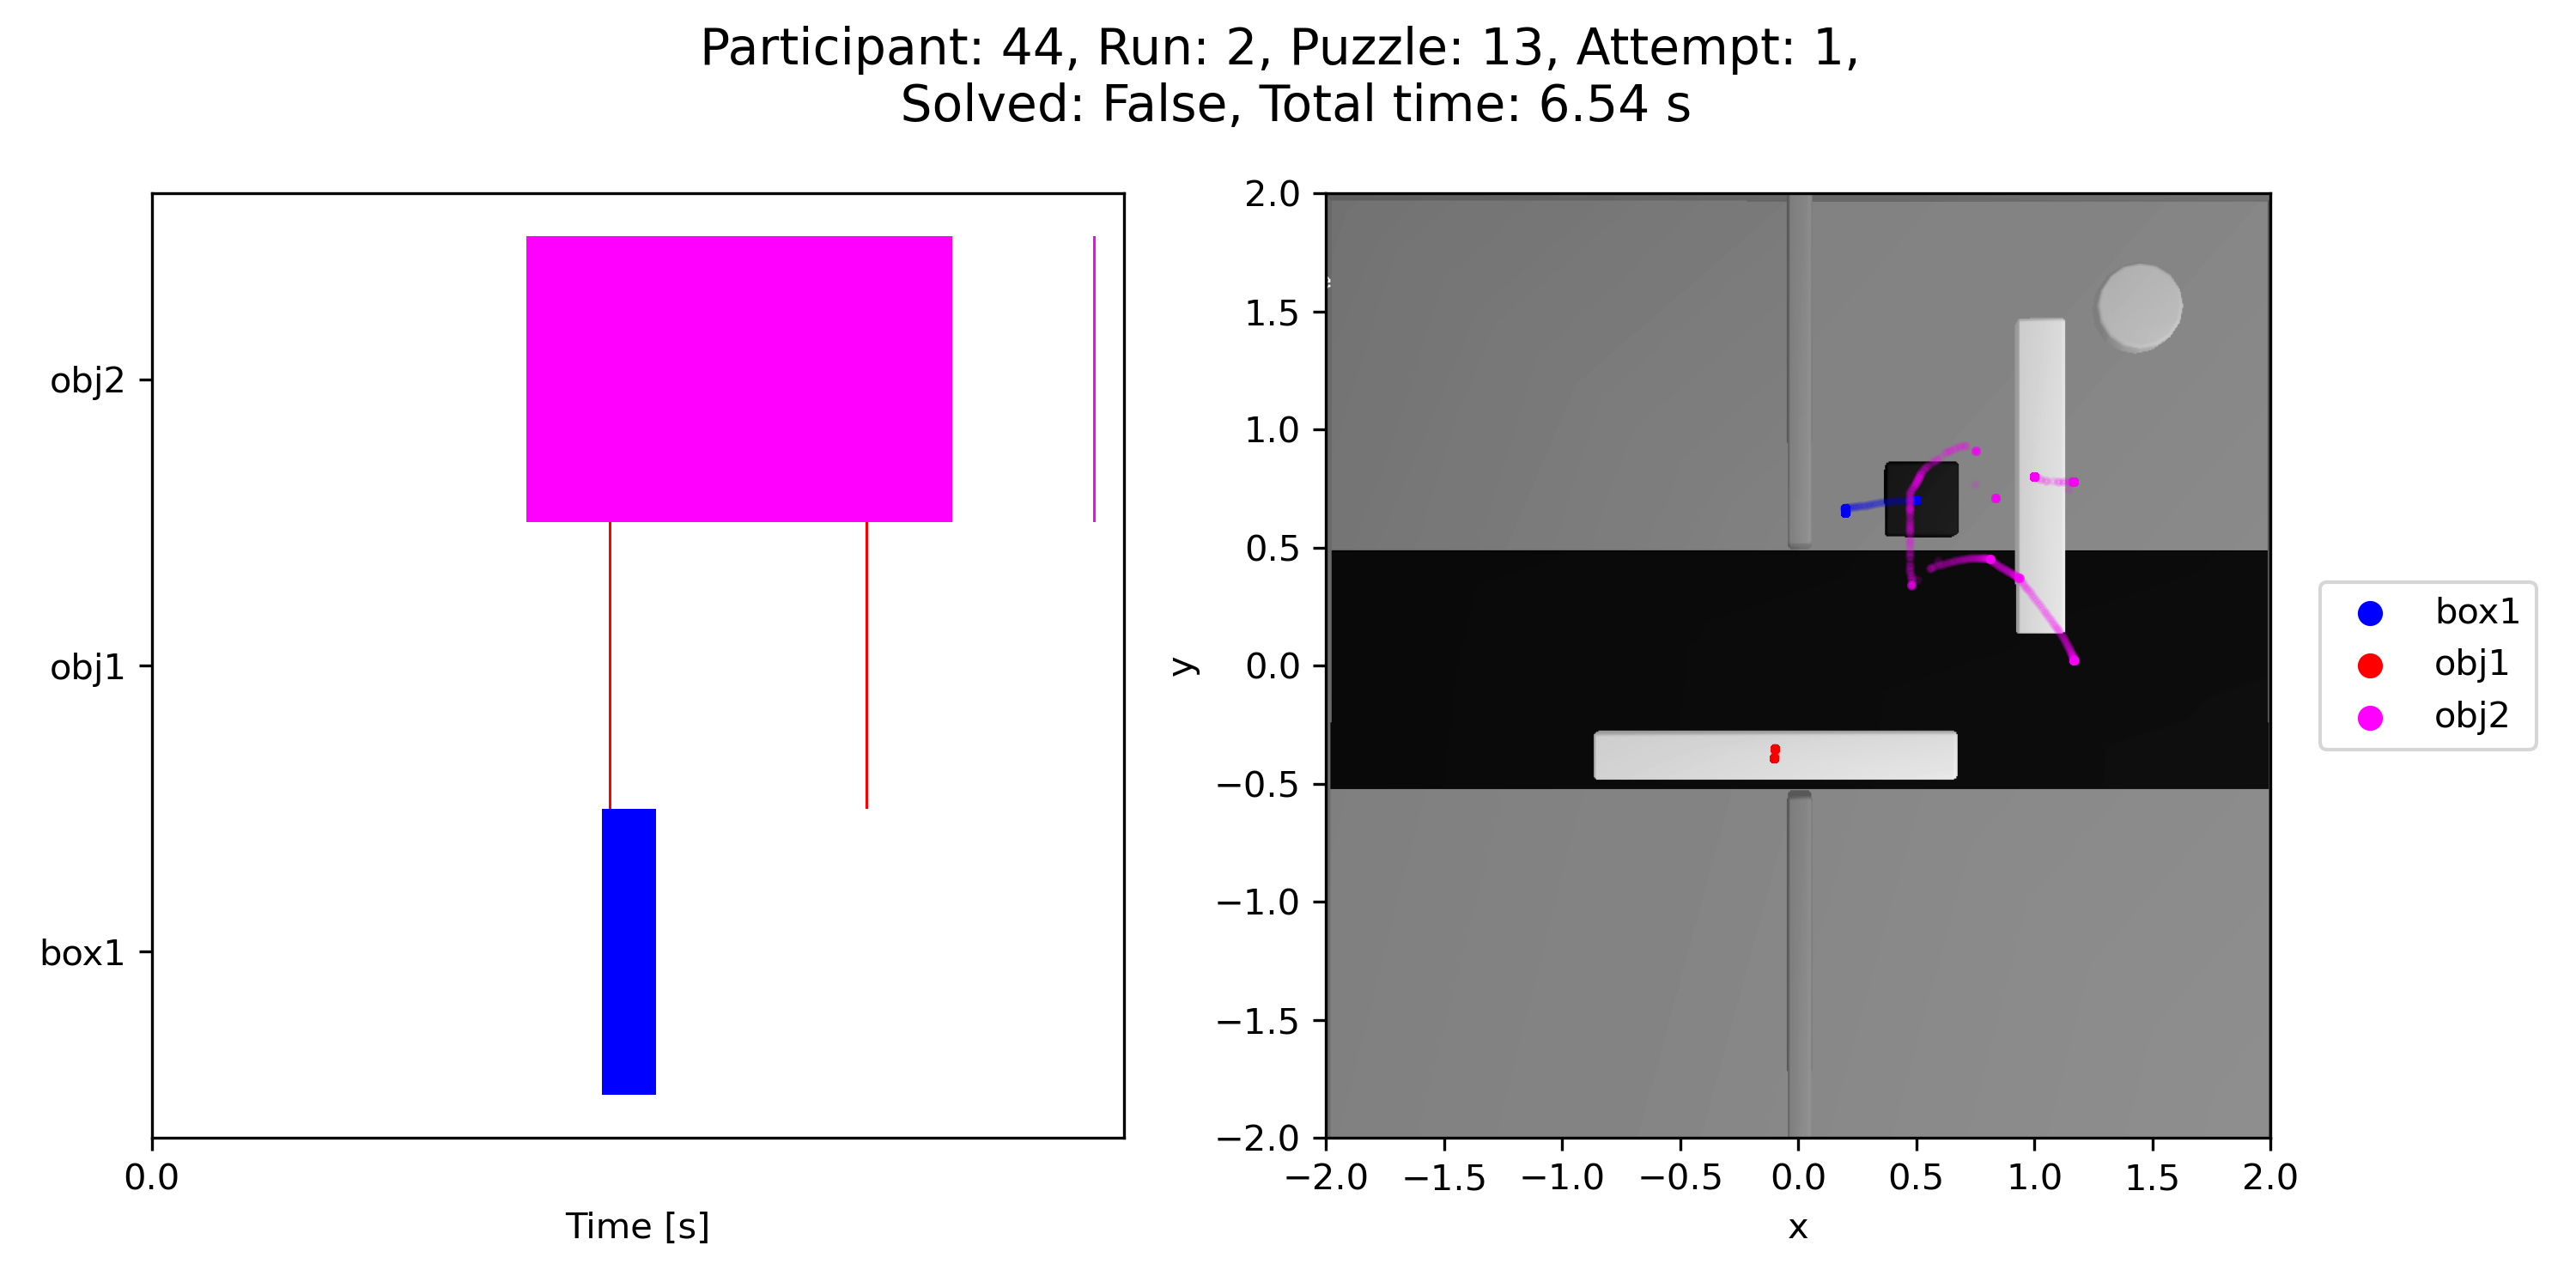 Participant: 44, Run: 2, Puzzle: 13, Attempt: 1,
Solved: False, Total time: 6.54 s
obj2
obj1
box1
0.0
Time [s]
2.0
1.5
1.0
0.5
0.0
−0.5
−1.0
−1.5
−2.0
y
−2.0 −1.5 −1.0 −0.5 0.0 0.5 1.0 1.5 2.0
x
box1
obj1
obj2